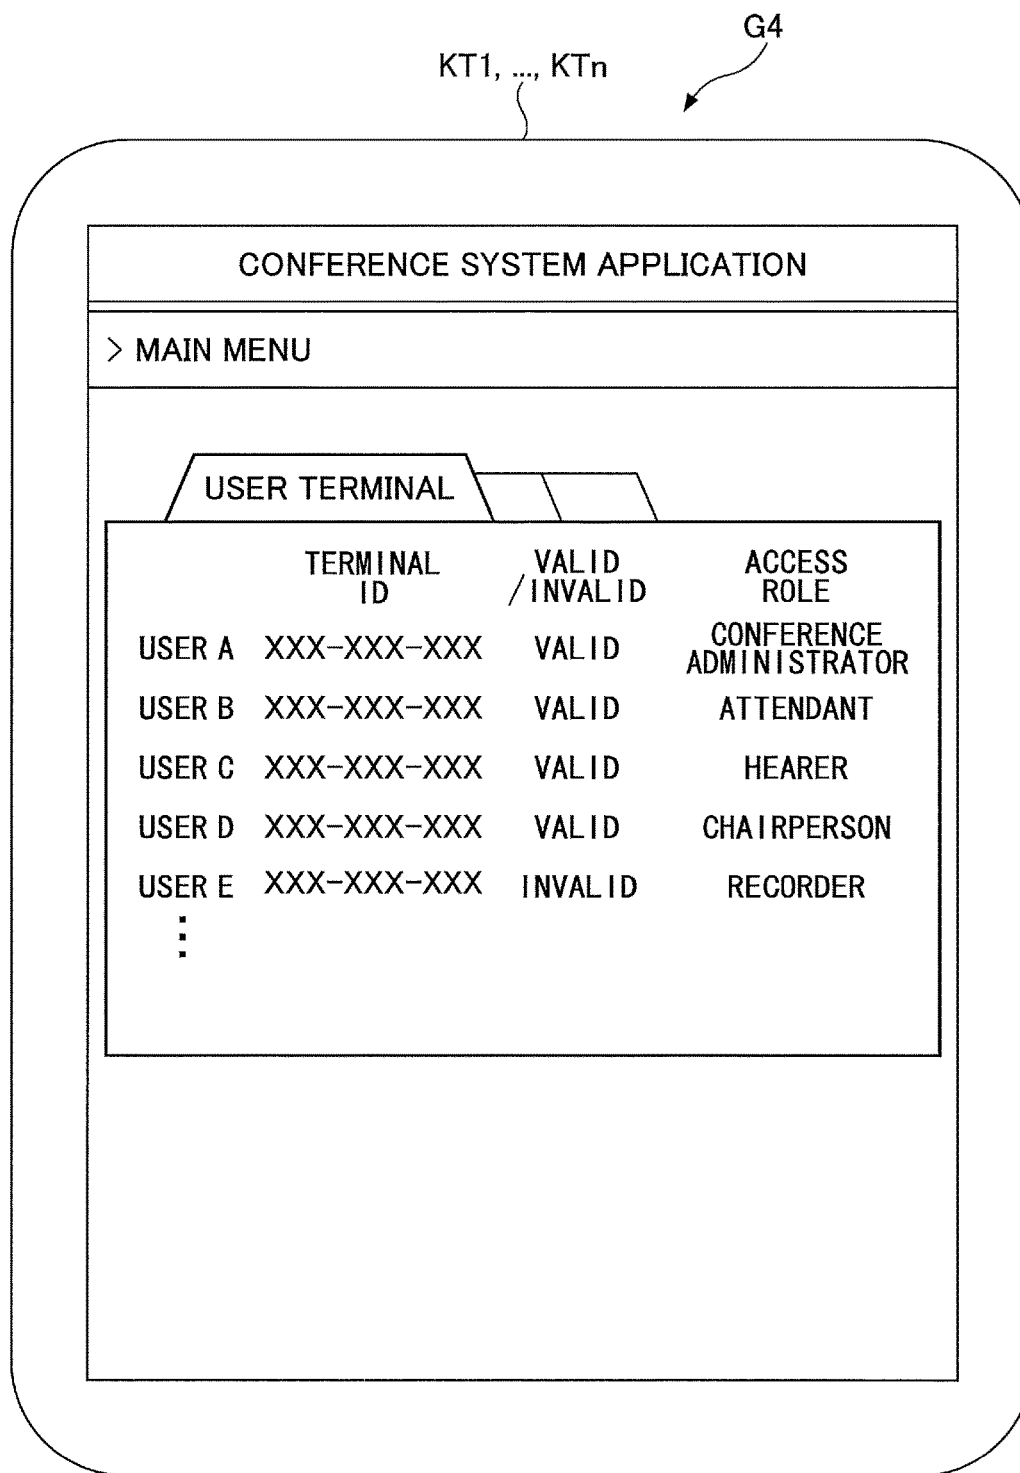 G4
KT1, ..., KTn
CONFERENCE SYSTEM APPLICATION
> MAIN MENU
USER TERMINAL
TERMINAL ID VALID /INVALID ACCESS ROLE
USER A XXX-XXX-XXX VALID CONFERENCE ADMINISTRATOR
USER B XXX-XXX-XXX VALID ATTENDANT
USER C XXX-XXX-XXX VALID HEARER
USER D XXX-XXX-XXX VALID CHAIRPERSON
USER E XXX-XXX-XXX INVALID RECORDER